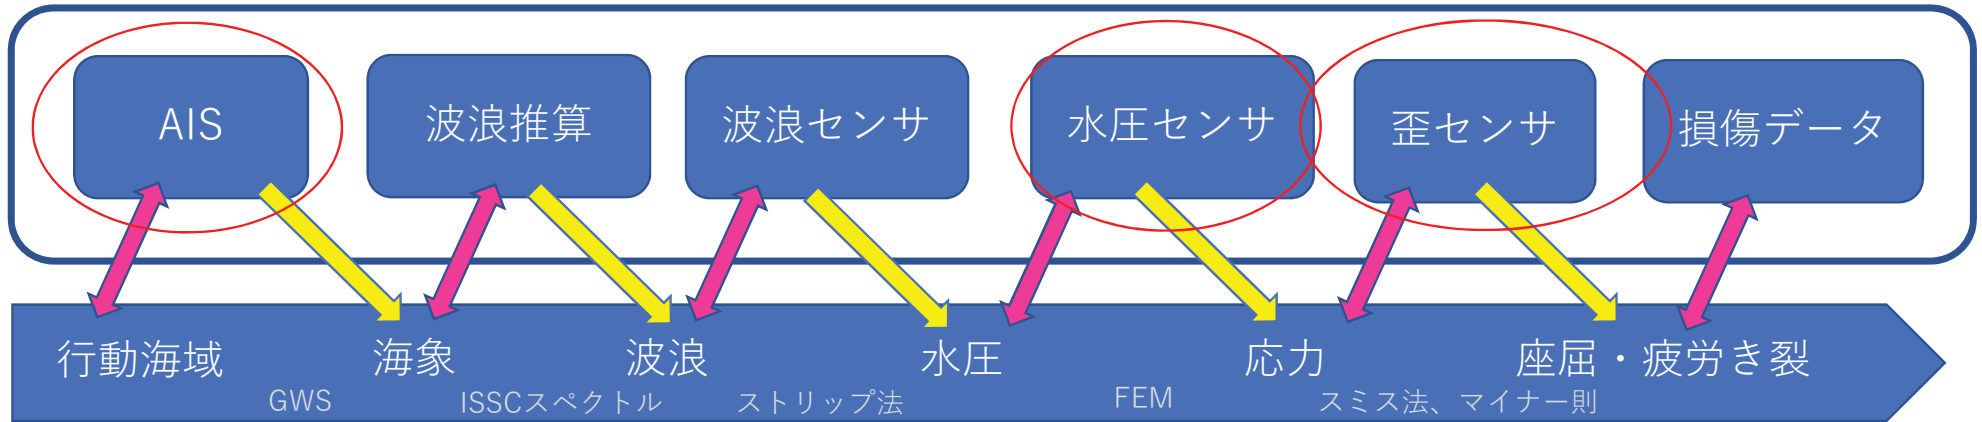 AIS
波浪推算
波浪センサ
水圧センサ
歪センサ
損傷データ
行動海域
海象
波浪
水圧
応力
座屈・疲労き裂
GWS
ISSCスペクトル
ストリップ法
FEM
スミス法、マイナー則